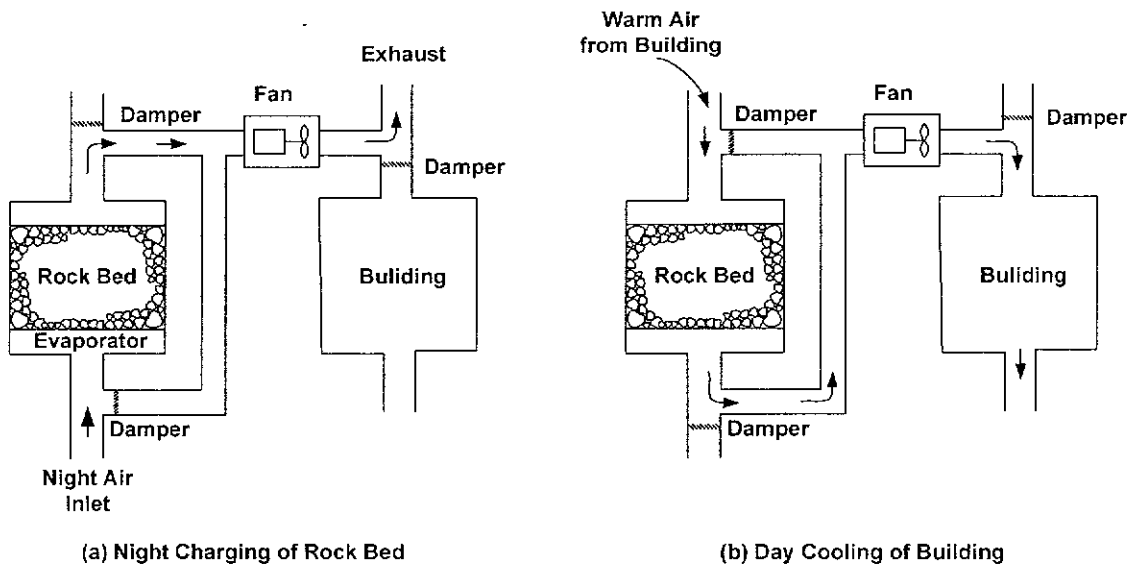 Exhaust
Fan
Damper
Damper
Rock Bed
Buliding
Evaporator
Damper
Night Air
Inlet
(a) Night Charging of Rock Bed
Warm Air
from Building
Fan
Damper
Damper
Rock Bed
Buliding
Damper
(b) Day Cooling of Building